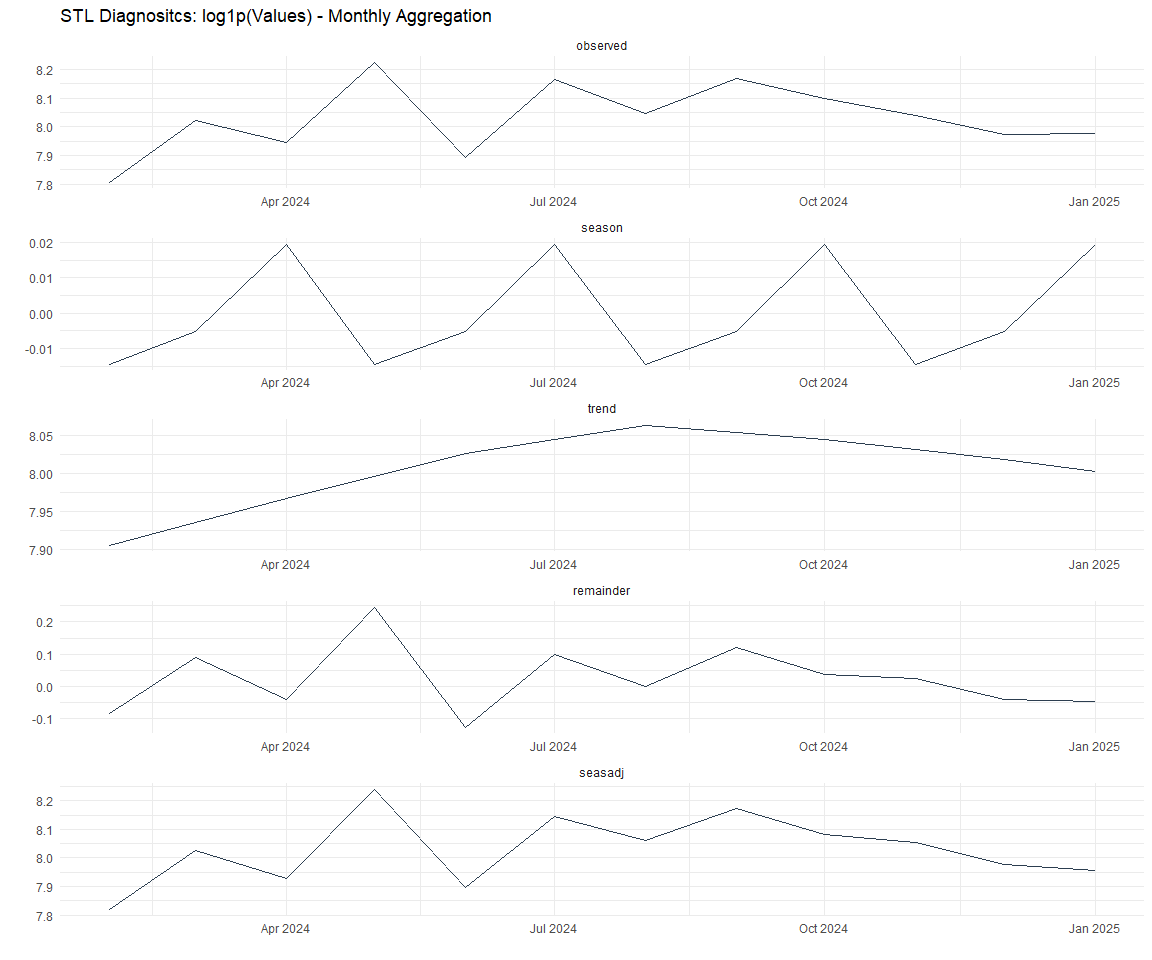 STL Diagnositcs: log1p(Values) - Monthly Aggregation
observed
8.2
8.1
8.0
7.9
7.8
Apr 2024 Jul 2024 Oct 2024 Jan 2025
season
0.02
0.01
0.00
-0.01
Apr 2024 Jul 2024 Oct 2024 Jan 2025
trend
8.05
8.00
7.95
7.90
Apr 2024 Jul 2024 Oct 2024 Jan 2025
remainder
0.2
0.1
0.0
-0.1
Apr 2024 Jul 2024 Oct 2024 Jan 2025
seasadj
8.2
8.1
8.0
7.9
7.8
Apr 2024 Jul 2024 Oct 2024 Jan 2025